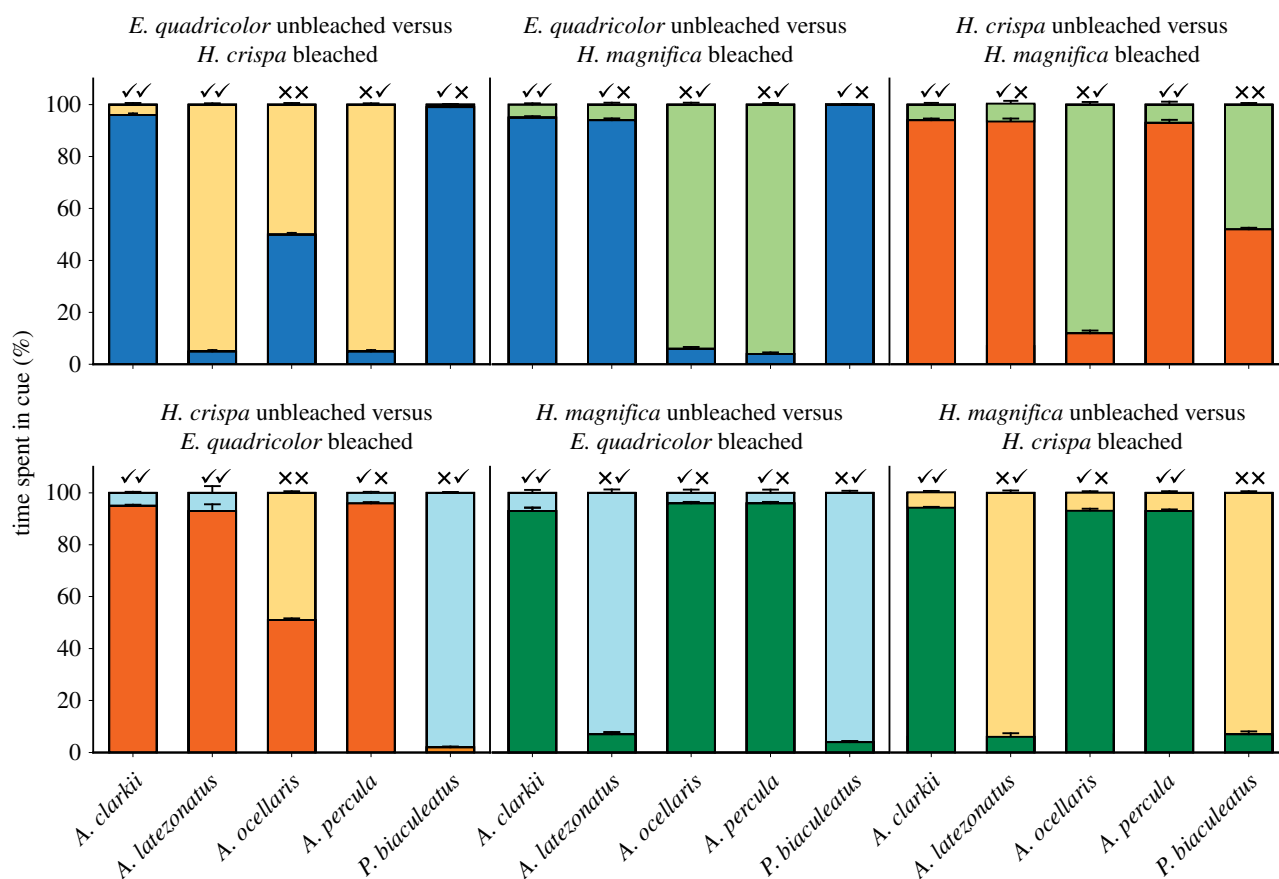 E. quadricolor unbleached versus
H. crispa bleached
E. quadricolor unbleached versus
H. magnifica bleached
H. crispa unbleached versus
H. magnifica bleached
✓✓ ✓✓ ×× ×✓ ✓×
✓✓ ✓× ×✓ ×✓ ✓×
✓✓ ✓× ×✓ ✓✓ ××
100
80
60
40
20
0
time spent in cue (%)
H. crispa unbleached versus
E. quadricolor bleached
H. magnifica unbleached versus
E. quadricolor bleached
H. magnifica unbleached versus
H. crispa bleached
✓✓ ✓✓ ×× ✓× ×✓
✓✓ ×✓ ✓× ✓× ×✓
✓✓ ×✓ ✓× ✓✓ ××
100
80
60
40
20
0
A. clarkii
A. latezonatus
A. ocellaris
A. percula
P. biaculeatus
A. clarkii
A. latezonatus
A. ocellaris
A. percula
P. biaculeatus
A. clarkii
A. latezonatus
A. ocellaris
A. percula
P. biaculeatus